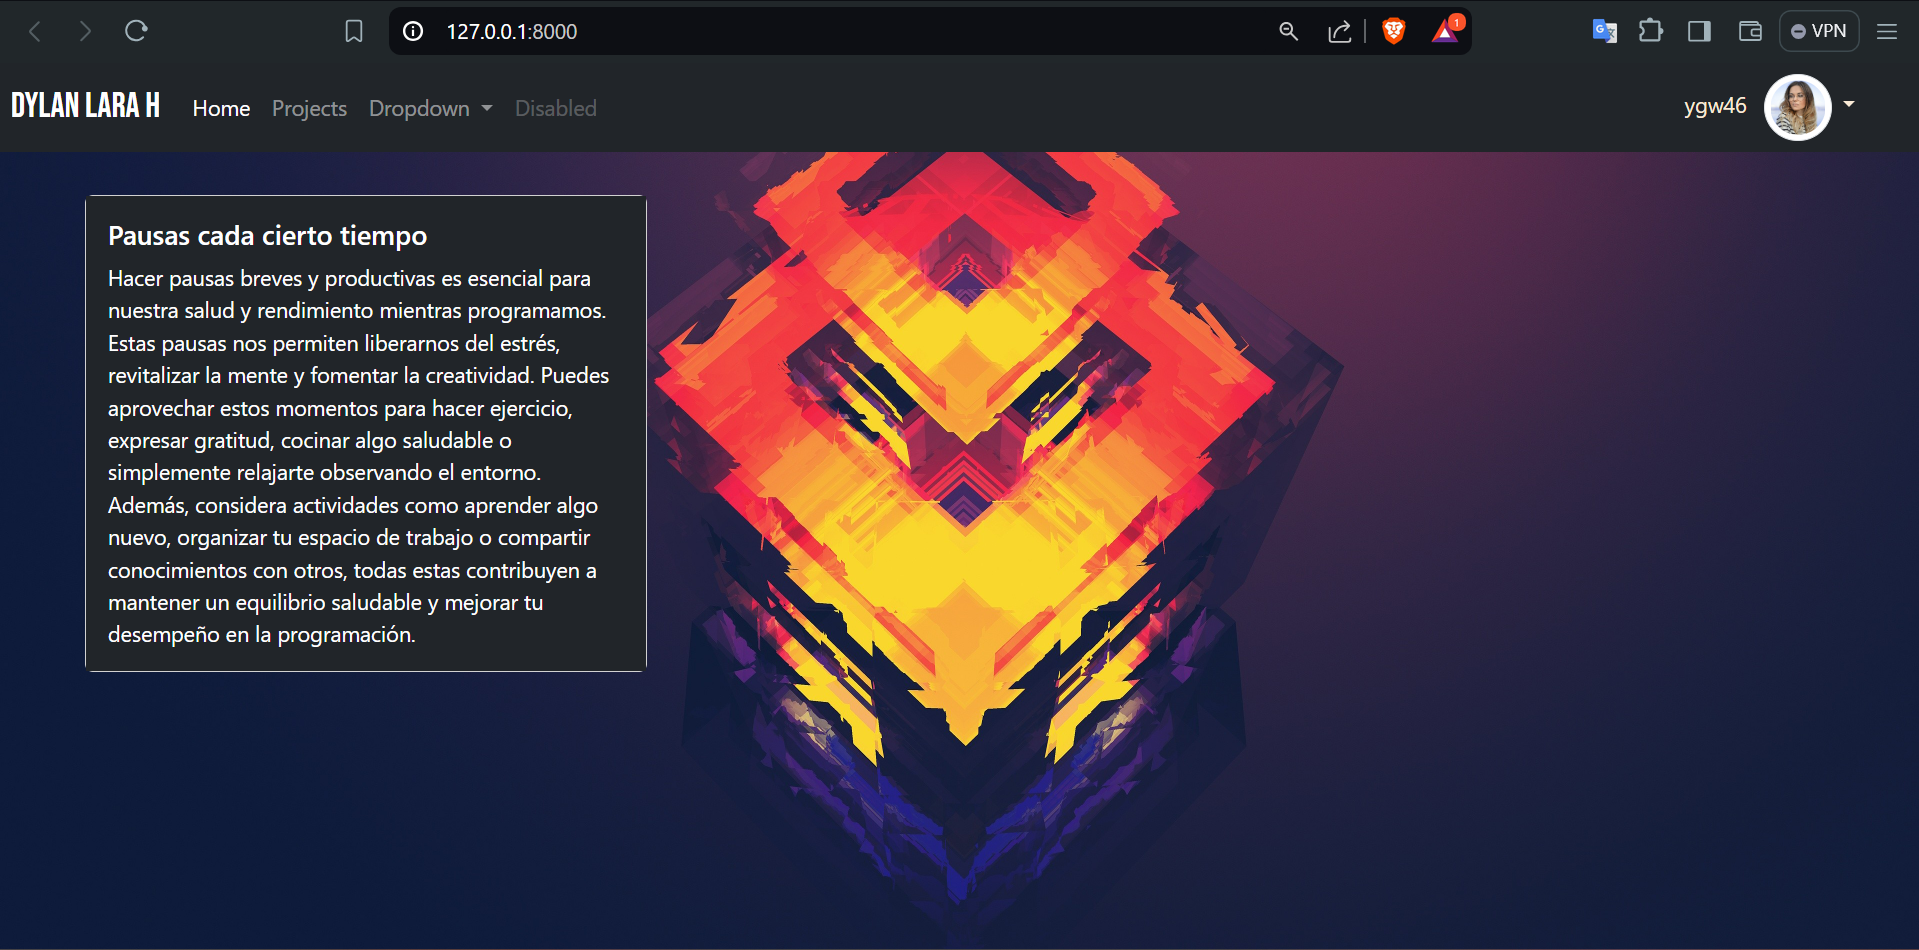 127.0.0.1:8000
1
VPN
DYLAN LARA H
Home
Projects
Dropdown
Disabled
ygw46
Pausas cada cierto tiempo
Hacer pausas breves y productivas es esencial para
nuestra salud y rendimiento mientras programamos.
Estas pausas nos permiten liberarnos del estrés,
revitalizar la mente y fomentar la creatividad. Puedes
aprovechar estos momentos para hacer ejercicio,
expresar gratitud, cocinar algo saludable o
simplemente relajarte observando el entorno.
Además, considera actividades como aprender algo
nuevo, organizar tu espacio de trabajo o compartir
conocimientos con otros, todas estas contribuyen a
mantener un equilibrio saludable y mejorar tu
desempeño en la programación.